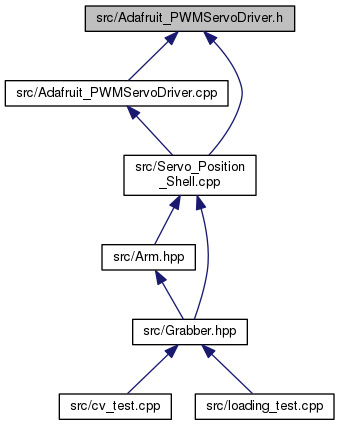 src/Adafruit_PWMServoDriver.h
src/Adafruit_PWMServoDriver.cpp
src/Servo_Position
_Shell.cpp
src/Arm.hpp
src/Grabber.hpp
src/cv_test.cpp
src/loading_test.cpp